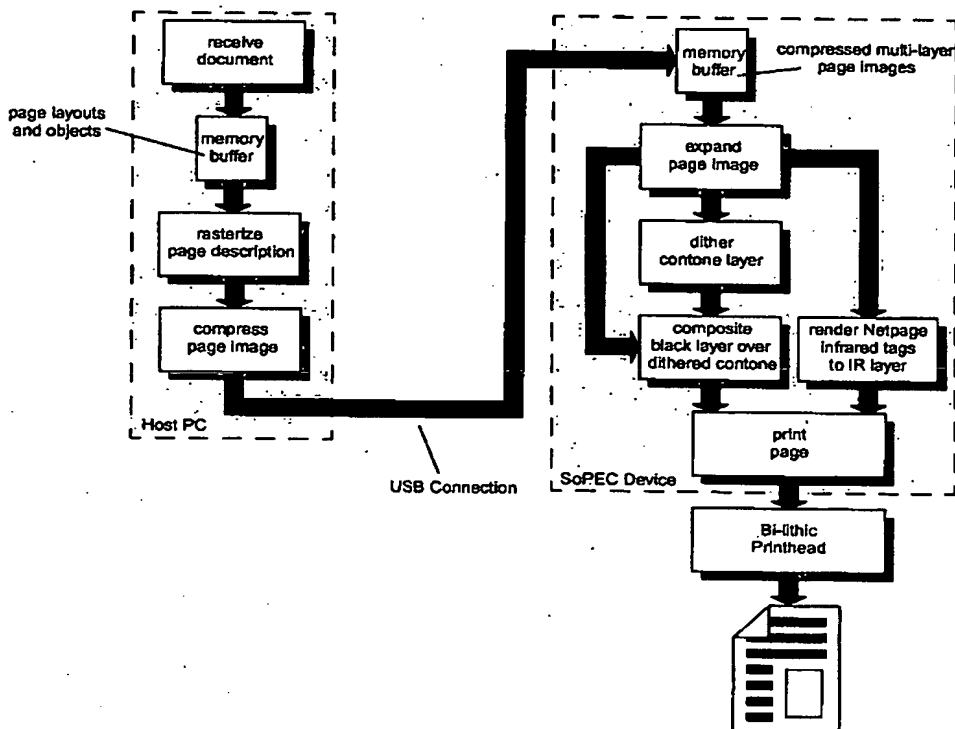 receive
document
page layouts
and objects
memory
buffer
rasterize
page description
compress
page image
Host PC
USB Connection
memory
buffer
compressed multi-layer
page images
expand
page image
dither
contone layer
composite
black layer over
dithered contone
render Netpage
infrared tags
to IR layer
print
page
SoPEC Device
Bi-lithic
Printhead